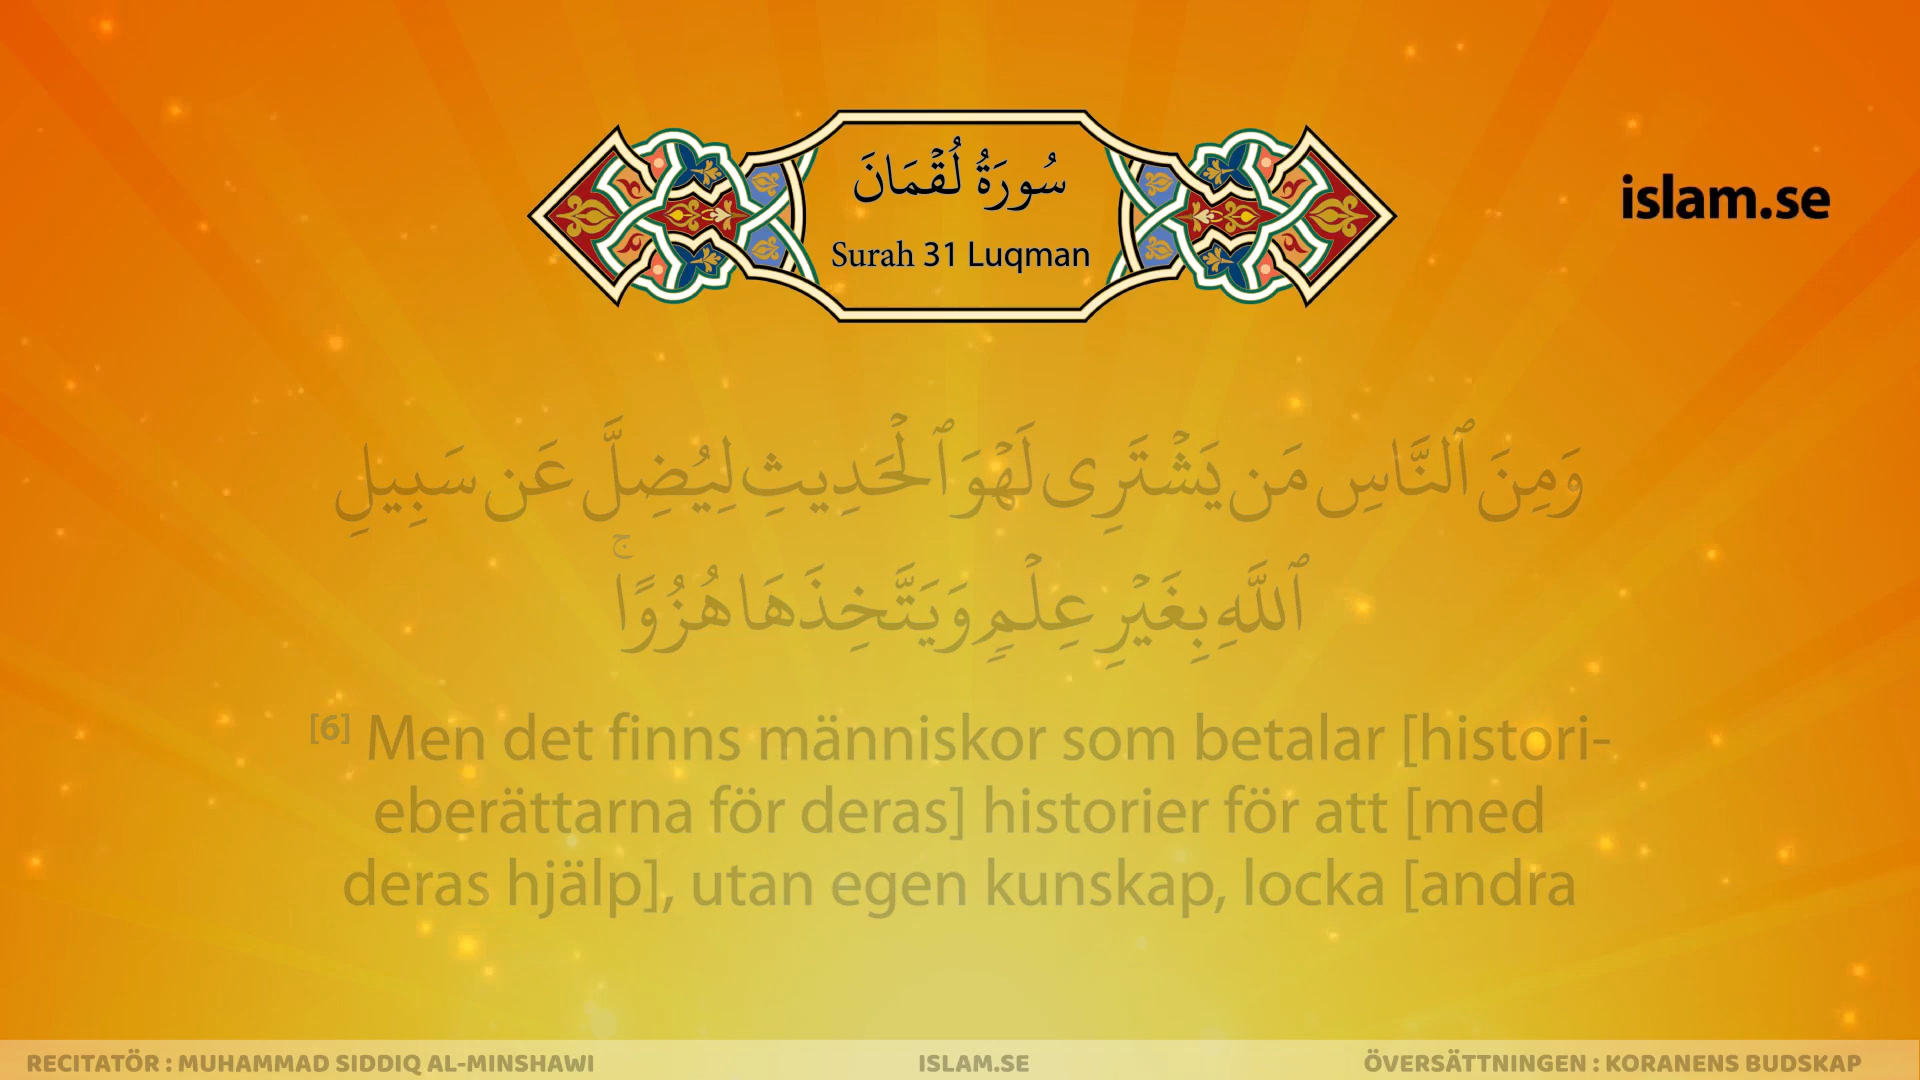 سُورَةُ لُقْمَانَ
Surah 31 Luqman
islam.se
وَمِنَ ٱلنَّاسِ مَن يَشْتَرِى لَهْوَ ٱلْحَدِيثِ لِيُضِلَّ عَن سَبِيلِ
ٱللَّهِ بِغَيْرِ عِلْمٍ وَيَتَّخِذَهَا هُزُوًا ۚ
[6] Men det finns människor som betalar [histori-
eberättarna för deras] historier för att [med
deras hjälp], utan egen kunskap, locka [andra
RECITATÖR : MUHAMMAD SIDDIQ AL-MINSHAWI
ISLAM.SE
ÖVERSÄTTNINGEN : KORANENS BUDSKAP